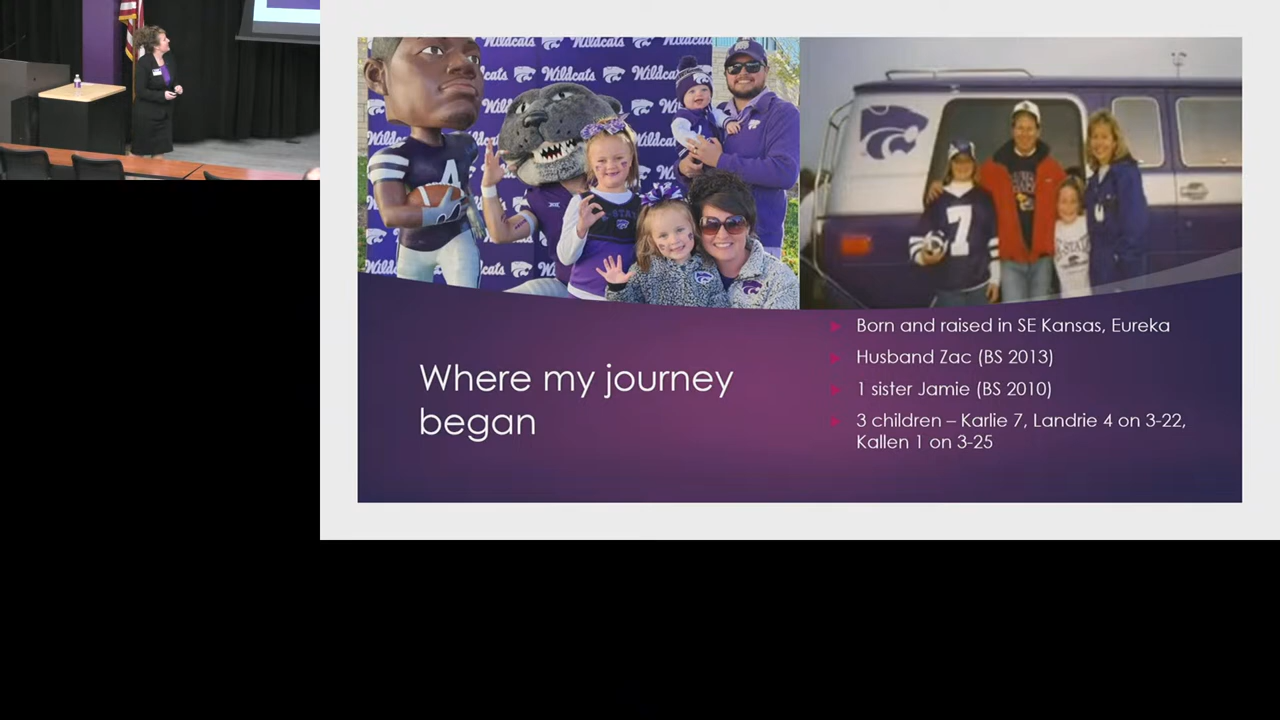 Wildcats
Wildcats
Wildcats
Wildcats
Wildcats
7
Where my journey
began
Born and raised in SE Kansas, Eureka
Husband Zac (BS 2013)
1 sister Jamie (BS 2010)
3 children – Karlie 7, Landrie 4 on 3-22,
Kallen 1 on 3-25